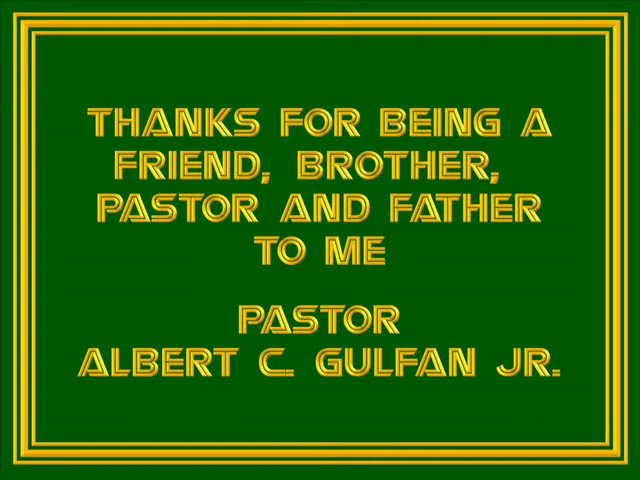 THANKS FOR BEING A
FRIEND, BROTHER,
PASTOR AND FATHER
TO ME
PASTOR
ALBERT C. GULFAN JR.